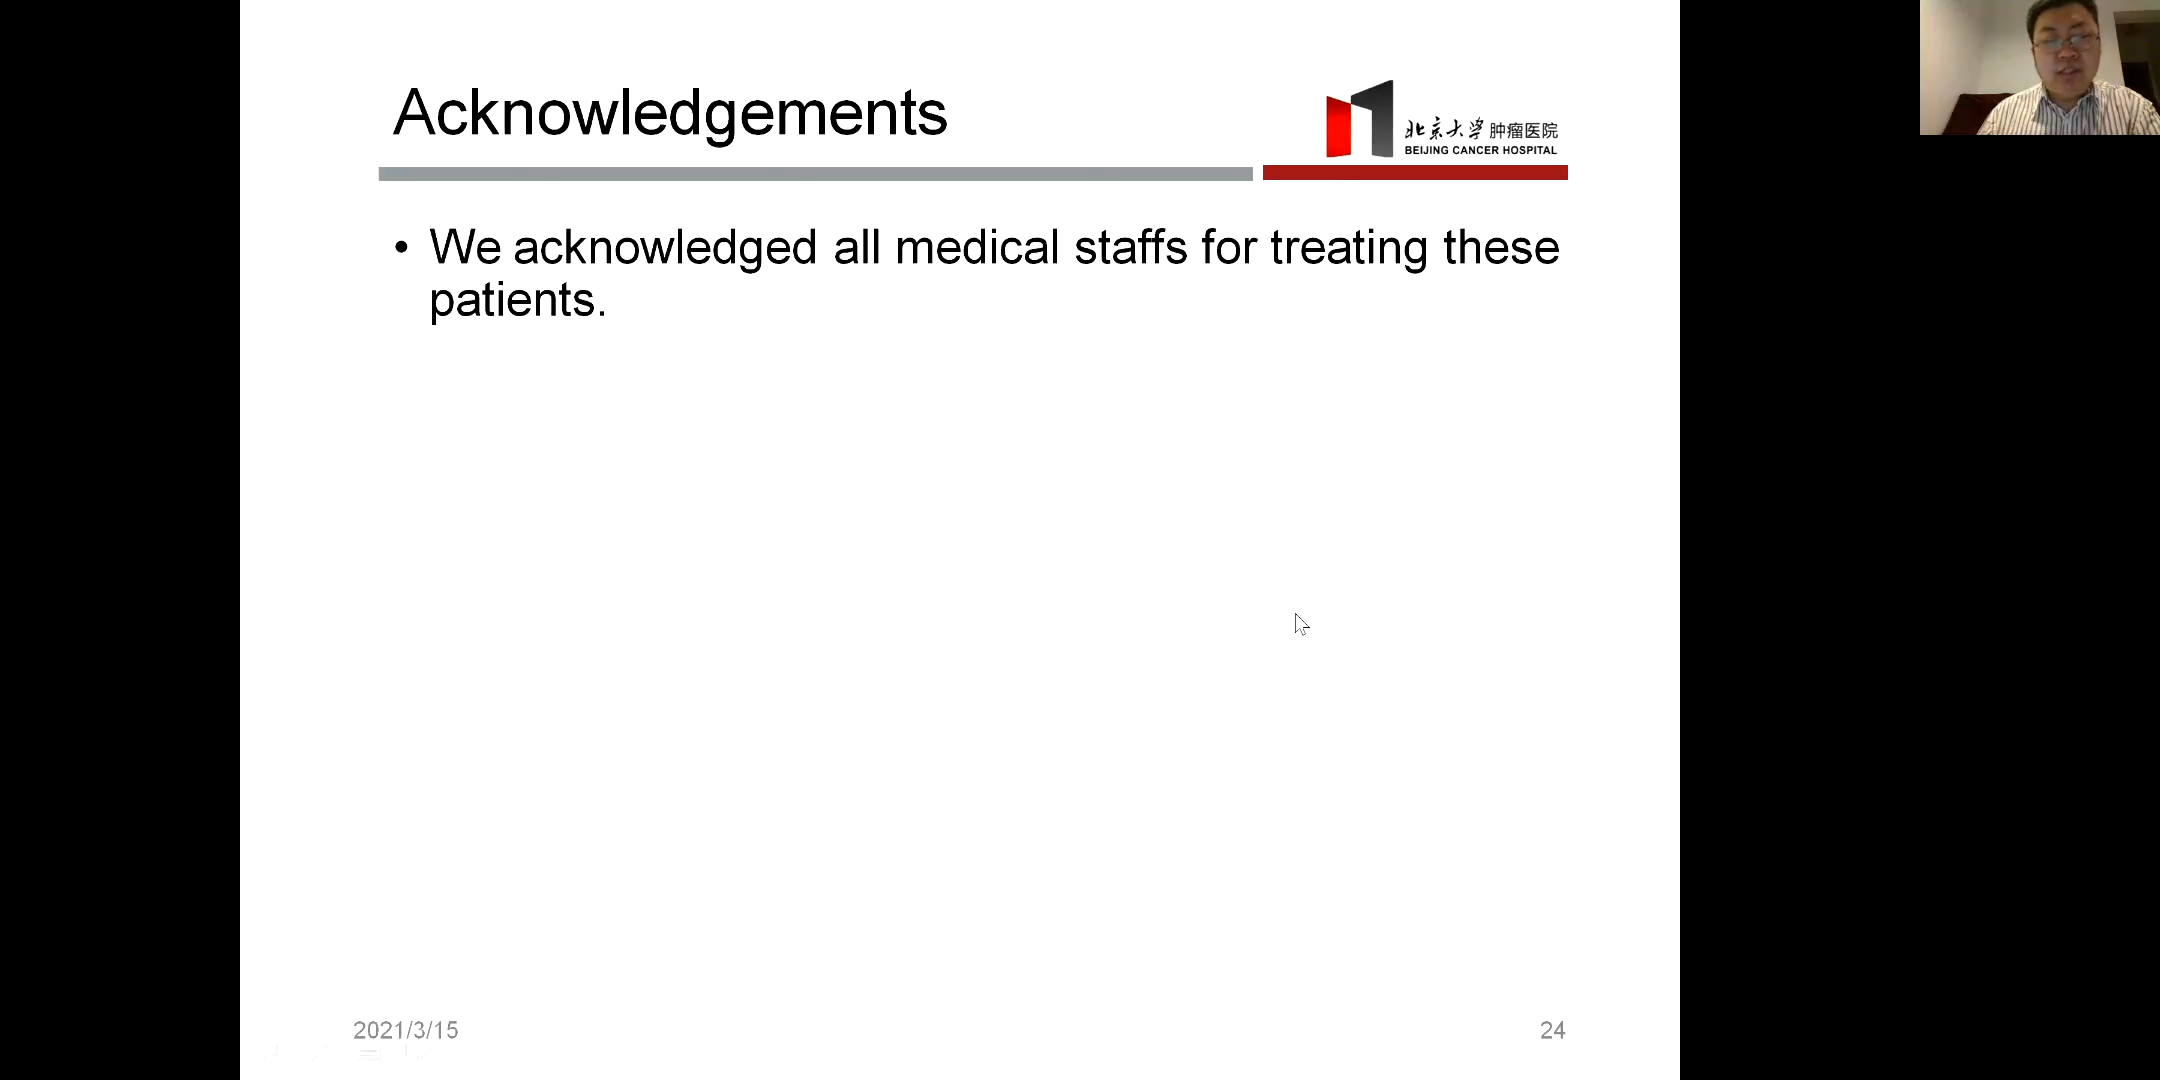 Acknowledgements
北京大学 肿瘤医院
BEIJING CANCER HOSPITAL
• We acknowledged all medical staffs for treating these
patients.
2021/3/15
24